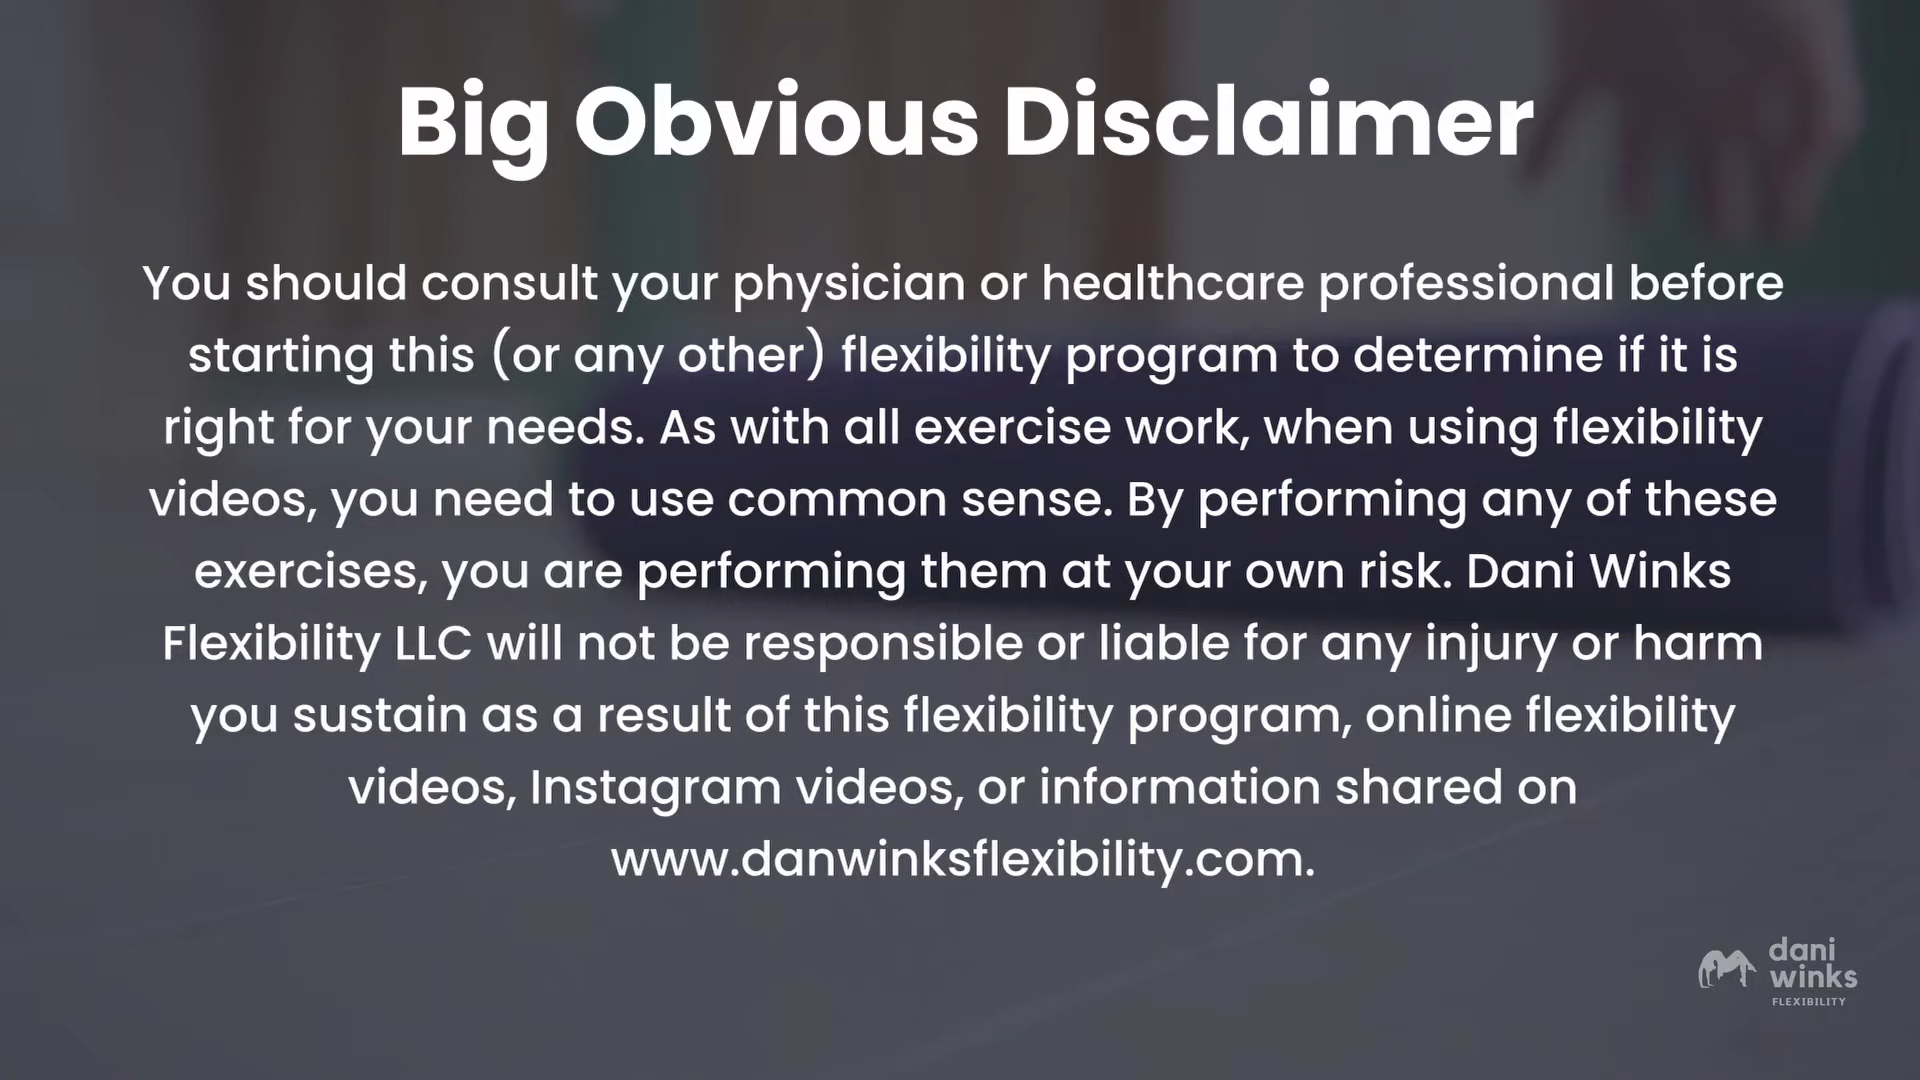 Big Obvious Disclaimer
You should consult your physician or healthcare professional before
starting this (or any other) flexibility program to determine if it is
right for your needs. As with all exercise work, when using flexibility
videos, you need to use common sense. By performing any of these
exercises, you are performing them at your own risk. Dani Winks
Flexibility LLC will not be responsible or liable for any injury or harm
you sustain as a result of this flexibility program, online flexibility
videos, Instagram videos, or information shared on
www.danwinksflexibility.com.
dani
winks
FLEXIBILITY